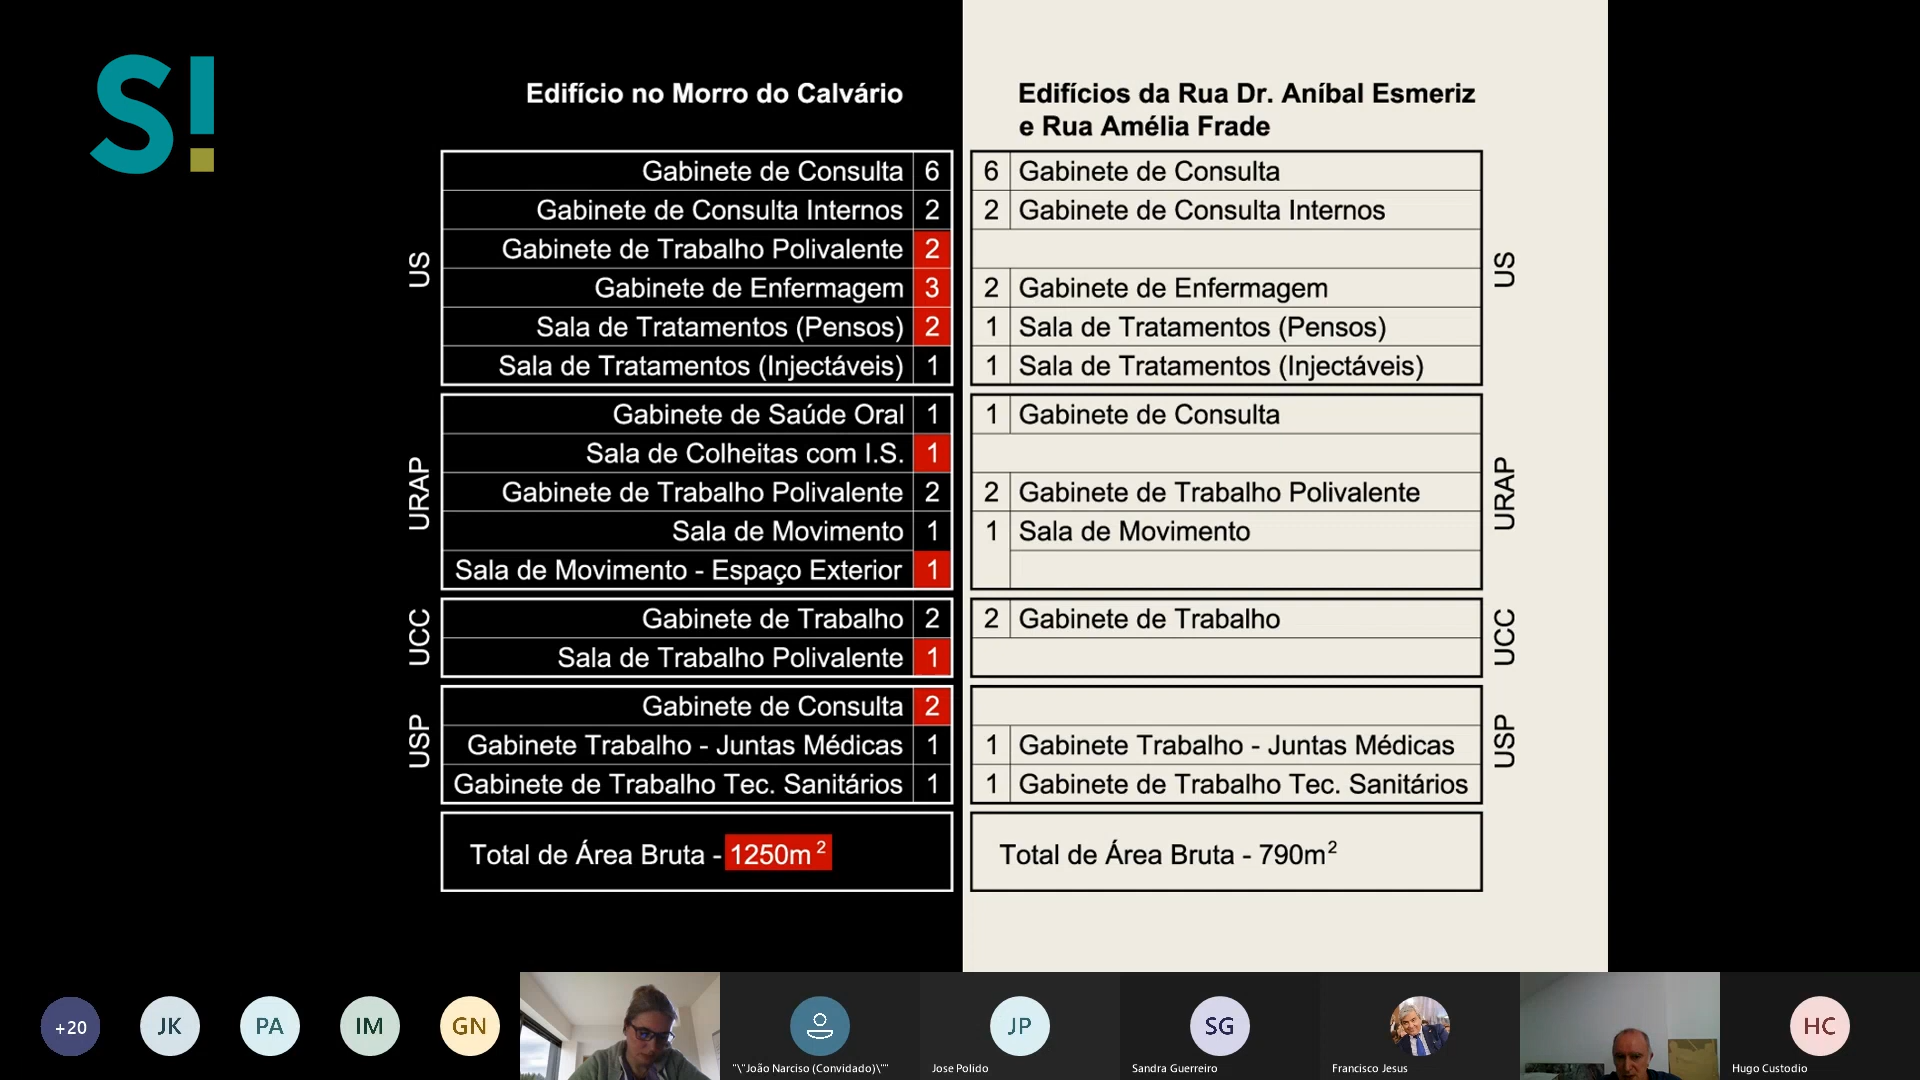 S!
Edifício no Morro do Calvário
US
Gabinete de Consulta 6
Gabinete de Consulta Internos 2
Gabinete de Trabalho Polivalente 2
Gabinete de Enfermagem 3
Sala de Tratamentos (Pensos) 2
Sala de Tratamentos (Injectáveis) 1
URAP
Gabinete de Saúde Oral 1
Sala de Colheitas com I.S. 1
Gabinete de Trabalho Polivalente 2
Sala de Movimento 1
Sala de Movimento - Espaço Exterior 1
UCC
Gabinete de Trabalho 2
Sala de Trabalho Polivalente 1
USP
Gabinete de Consulta 2
Gabinete Trabalho - Juntas Médicas 1
Gabinete de Trabalho Tec. Sanitários 1
Total de Área Bruta - 1250m²
Edifícios da Rua Dr. Aníbal Esmeriz
e Rua Amélia Frade
US
6 Gabinete de Consulta
2 Gabinete de Consulta Internos
2 Gabinete de Enfermagem
1 Sala de Tratamentos (Pensos)
1 Sala de Tratamentos (Injectáveis)
URAP
1 Gabinete de Consulta
2 Gabinete de Trabalho Polivalente
1 Sala de Movimento
UCC
2 Gabinete de Trabalho
USP
1 Gabinete Trabalho - Juntas Médicas
1 Gabinete de Trabalho Tec. Sanitários
Total de Área Bruta - 790m²
+20
JK
PA
IM
GN
"\"João Narciso (Convidado)\""
JP
Jose Polido
SG
Sandra Guerreiro
Francisco Jesus
HC
Hugo Custodio